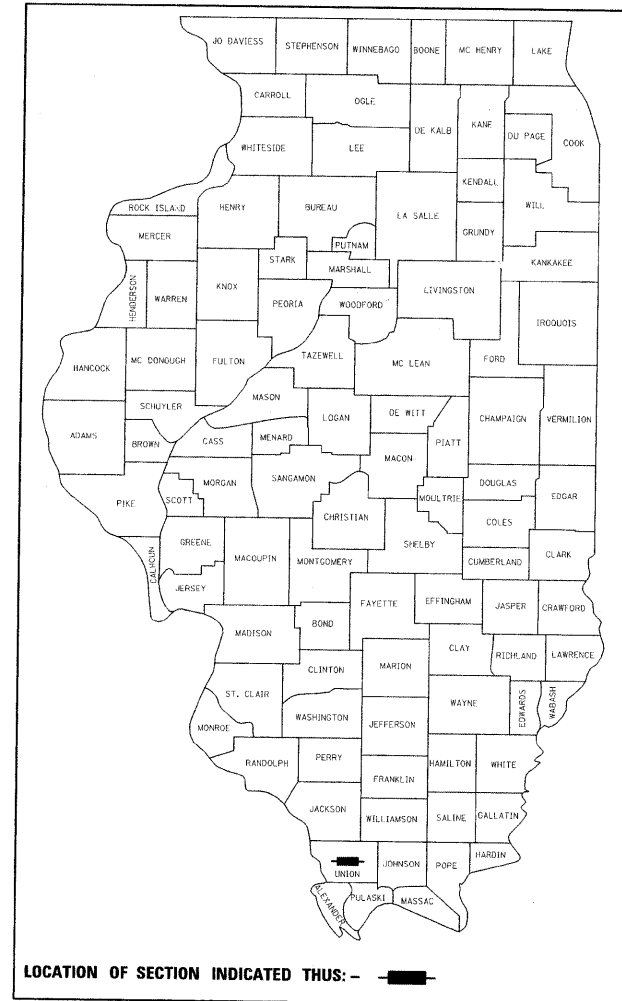 JO DAVIESS
STEPHENSON
WINNEBAGO
BOONE
MC HENRY
LAKE
CARROLL
OGLE
DE KALB
KANE
DU PAGE
COOK
WHITESIDE
LEE
KENDALL
WILL
ROCK ISLAND
HENRY
BUREAU
LA SALLE
GRUNDY
MERCER
PUTNAM
STARK
MARSHALL
KANKAKEE
HENDERSON
WARREN
KNOX
PEORIA
WOODFORD
LIVINGSTON
IROQUOIS
HANCOCK
MC DONOUGH
FULTON
TAZEWELL
MC LEAN
FORD
SCHUYLER
MASON
LOGAN
DE WITT
CHAMPAIGN
VERMILION
ADAMS
BROWN
CASS
MENARD
PIATT
MACON
PIKE
SCOTT
MORGAN
SANGAMON
CHRISTIAN
MOULTRIE
DOUGLAS
EDGAR
COLES
GREENE
MACOUPIN
MONTGOMERY
SHELBY
CUMBERLAND
CLARK
CALHOUN
JERSEY
FAYETTE
EFFINGHAM
JASPER
CRAWFORD
MADISON
BOND
CLAY
RICHLAND
LAWRENCE
CLINTON
MARION
ST. CLAIR
WAYNE
EDWARDS
WABASH
MONROE
WASHINGTON
JEFFERSON
RANDOLPH
PERRY
HAMILTON
WHITE
FRANKLIN
JACKSON
WILLIAMSON
SALINE
GALLATIN
UNION
JOHNSON
POPE
HARDIN
ALEXANDER
PULASKI
MASSAC
LOCATION OF SECTION INDICATED THUS: –